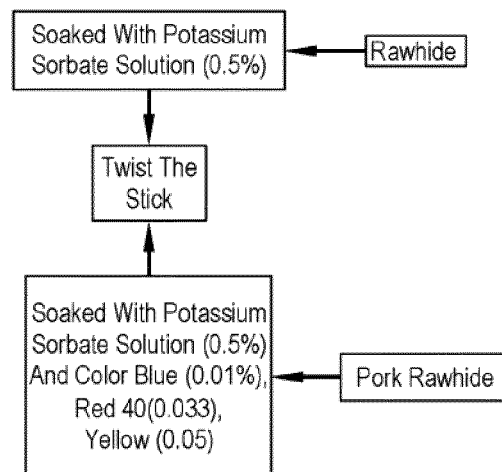 Soaked With Potassium
Sorbate Solution (0.5%)
Rawhide
Twist The
Stick
Soaked With Potassium
Sorbate Solution (0.5%)
And Color Blue (0.01%),
Red 40(0.033),
Yellow (0.05)
Pork Rawhide